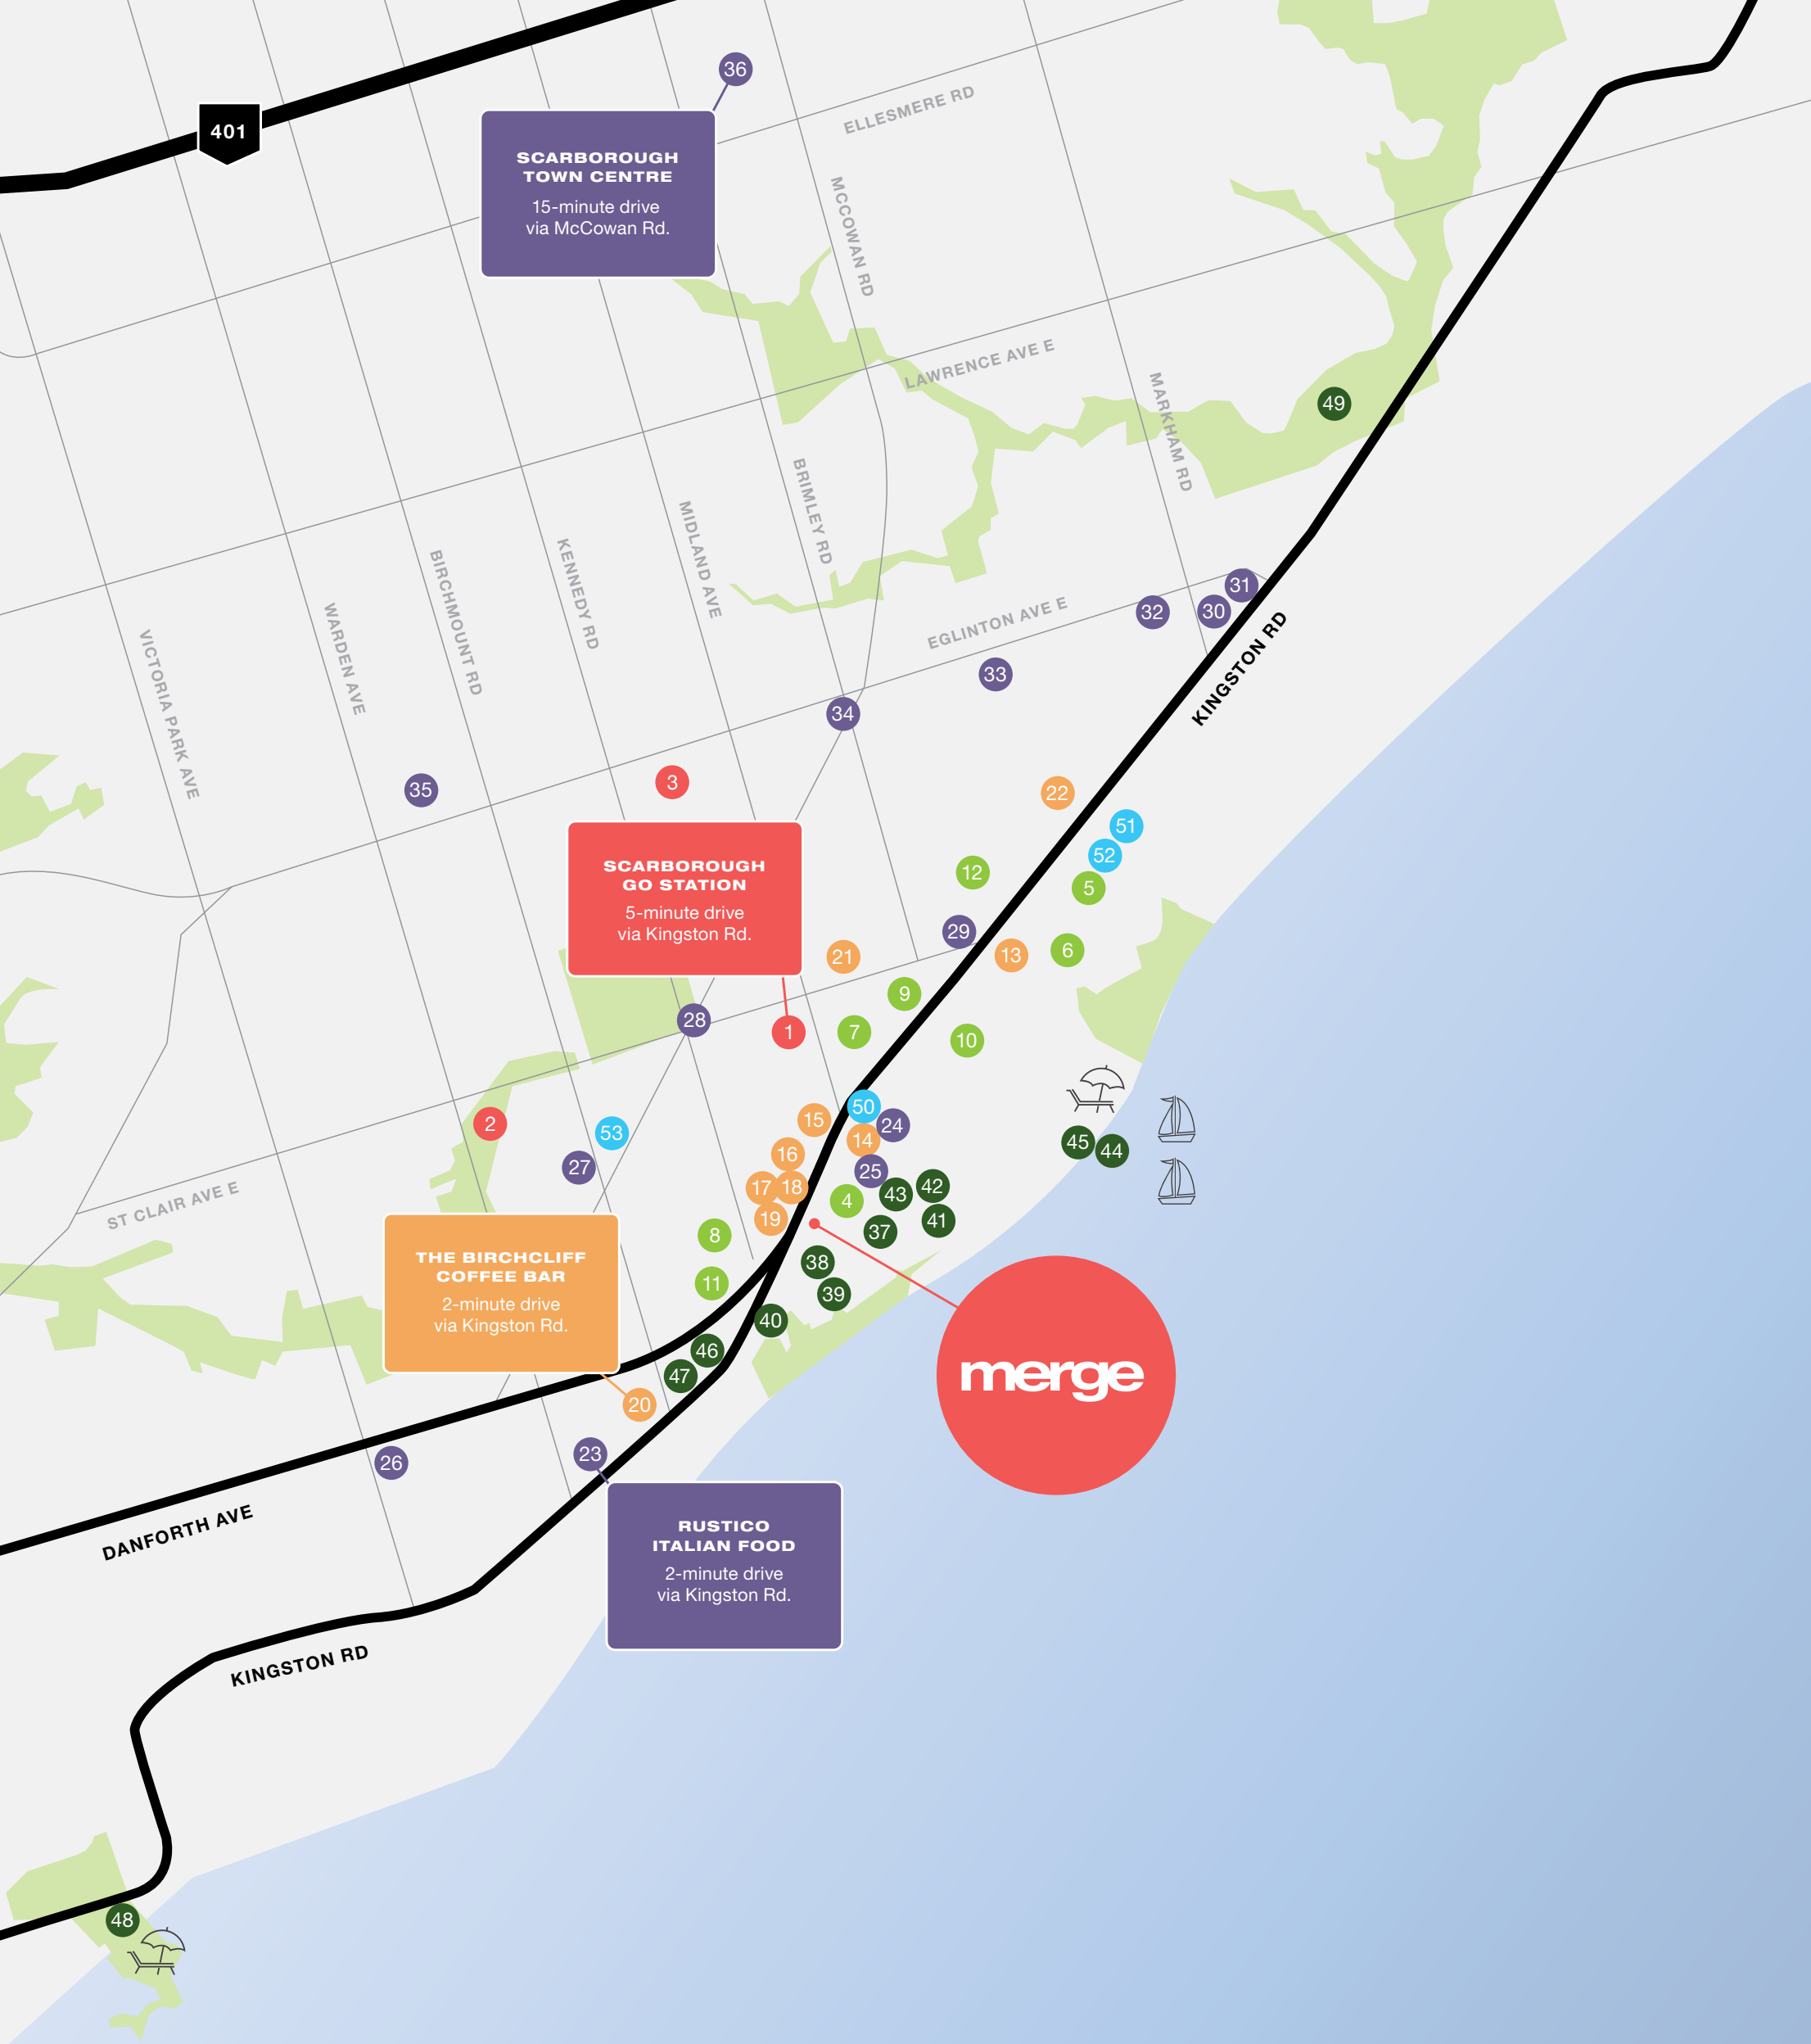 36
401
ELLESMERE RD
SCARBOROUGH
TOWN CENTRE
15-minute drive
via McCowan Rd.
MCCOWAN RD
LAWRENCE AVE E
MARKHAM RD
49
BRIMLEY RD
MIDLAND AVE
KENNEDY RD
BIRCHMOUNT RD
WARDEN AVE
VICTORIA PARK AVE
EGLINTON AVE E
31
32
30
KINGSTON RD
33
34
35
3
22
51
52
5
12
SCARBOROUGH
GO STATION
5-minute drive
via Kingston Rd.
29
13
6
21
9
28
1
7
10
2
53
27
15
50
24
14
16
25
17
18
4
43
42
19
37
41
45
44
8
11
38
39
40
ST CLAIR AVE E
THE BIRCHCLIFF
COFFEE BAR
2-minute drive
via Kingston Rd.
46
47
20
merge
26
23
DANFORTH AVE
RUSTICO
ITALIAN FOOD
2-minute drive
via Kingston Rd.
KINGSTON RD
48